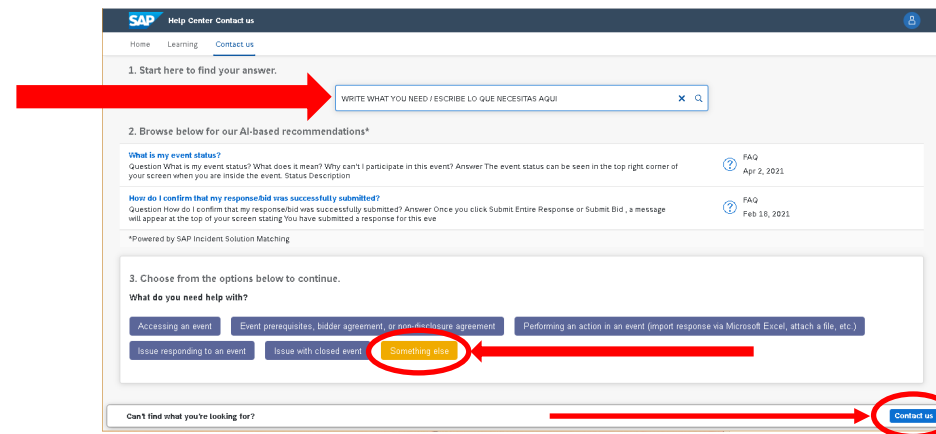 SAP Help Center Contact us
Home Learning Contact us
1. Start here to find your answer.
WRITE WHAT YOU NEED / ESCRIBE LO QUE NECESITAS AQUI
2. Browse below for our AI-based recommendations*
What is my event status?
Question What is my event status? What does it mean? Why can't I participate in this event? Answer The event status can be seen in the top right corner of
your screen when you are inside the event. Status Description
FAQ
Apr 2, 2021
How do I confirm that my response/bid was successfully submitted?
Question How do I confirm that my response/bid was successfully submitted? Answer Once you click Submit Entire Response or Submit Bid , a message
will appear at the top of your screen stating You have submitted a response for this eve
FAQ
Feb 18, 2021
*Powered by SAP Incident Solution Matching
3. Choose from the options below to continue.
What do you need help with?
Accessing an event
Event prerequisites, bidder agreement, or non-disclosure agreement
Performing an action in an event (import response via Microsoft Excel, attach a file, etc.)
Issue responding to an event
Issue with closed event
Something else
Can't find what you're looking for?
Contact us